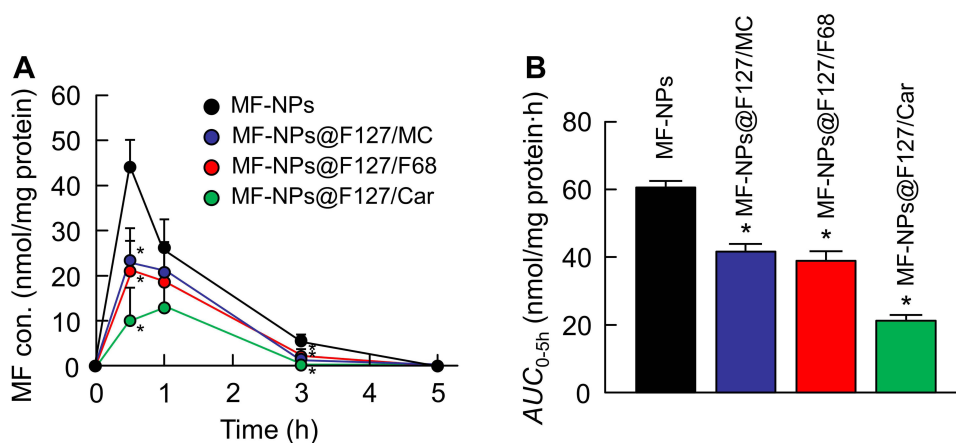 A
MF con. (nmol/mg protein)
60
50
40
30
20
10
0
0
1
2
3
4
5
Time (h)
MF-NPs
MF-NPs@F127/MC
MF-NPs@F127/F68
MF-NPs@F127/Car
*
*
*
*
*
*
B
AUC0-5h (nmol/mg protein·h)
80
60
40
20
0
MF-NPs
* MF-NPs@F127/MC
* MF-NPs@F127/F68
* MF-NPs@F127/Car